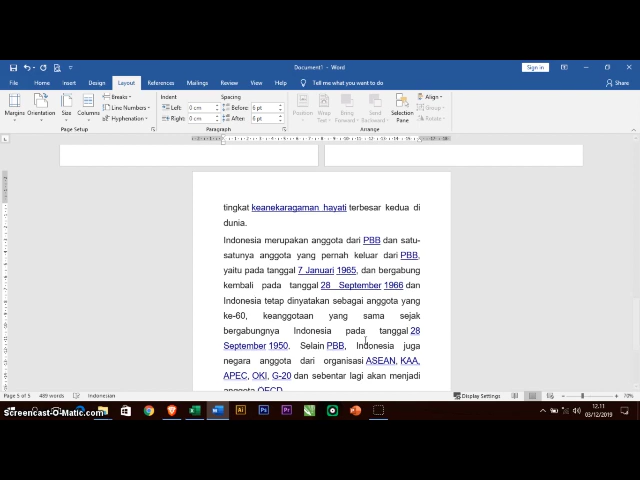 Document1 - Word
Sign in
File Home Insert Design Layout References Mailings Review View Help Tell me what you want to do Share
Margins Orientation Size Columns
Breaks
Line Numbers
Hyphenation
Page Setup
Indent Spacing
Left: 0 cm Before: 6 pt
Right: 0 cm After: 6 pt
Paragraph
Position Wrap Text Bring Forward Send Backward Selection Pane
Align
Group
Rotate
Arrange
tingkat keanekaragaman hayati terbesar kedua di
dunia.
Indonesia merupakan anggota dari PBB dan satu-
satunya anggota yang pernah keluar dari PBB,
yaitu pada tanggal 7 Januari 1965, dan bergabung
kembali pada tanggal 28 September 1966 dan
Indonesia tetap dinyatakan sebagai anggota yang
ke-60, keanggotaan yang sama sejak
bergabungnya Indonesia pada tanggal 28
September 1950. Selain PBB, Indonesia juga
negara anggota dari organisasi ASEAN, KAA,
APEC, OKI, G-20 dan sebentar lagi akan menjadi
anggota OECD
Page 5 of 5 489 words Indonesian Display Settings 70%
Screencast-O-Matic.com
12.11
03/12/2019